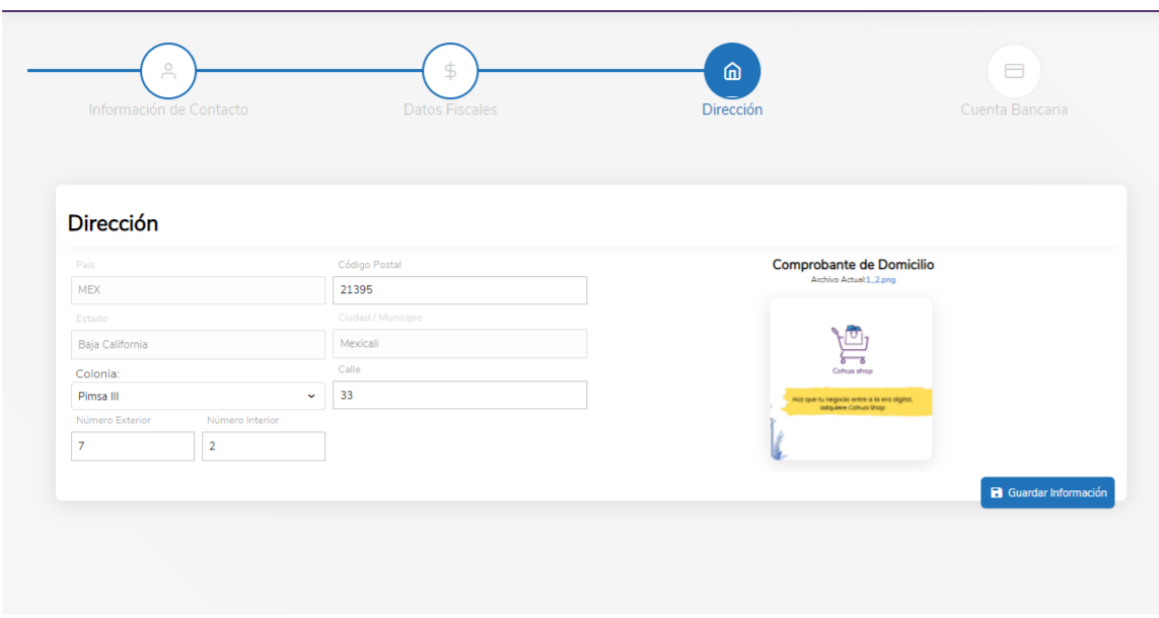 Información de Contacto
Datos Fiscales
Dirección
Cuenta Bancaria
Dirección
País
MEX
Código Postal
21395
Estado
Baja California
Ciudad / Municipio
Mexicali
Colonia:
Pimsa III
Calle
33
Número Exterior
7
Número Interior
2
Comprobante de Domicilio
Archivo Actual:1_2.png
Cohua shop
Haz que tu negocio entre a la era digital,
adquiere Cohua Shop
Guardar Información